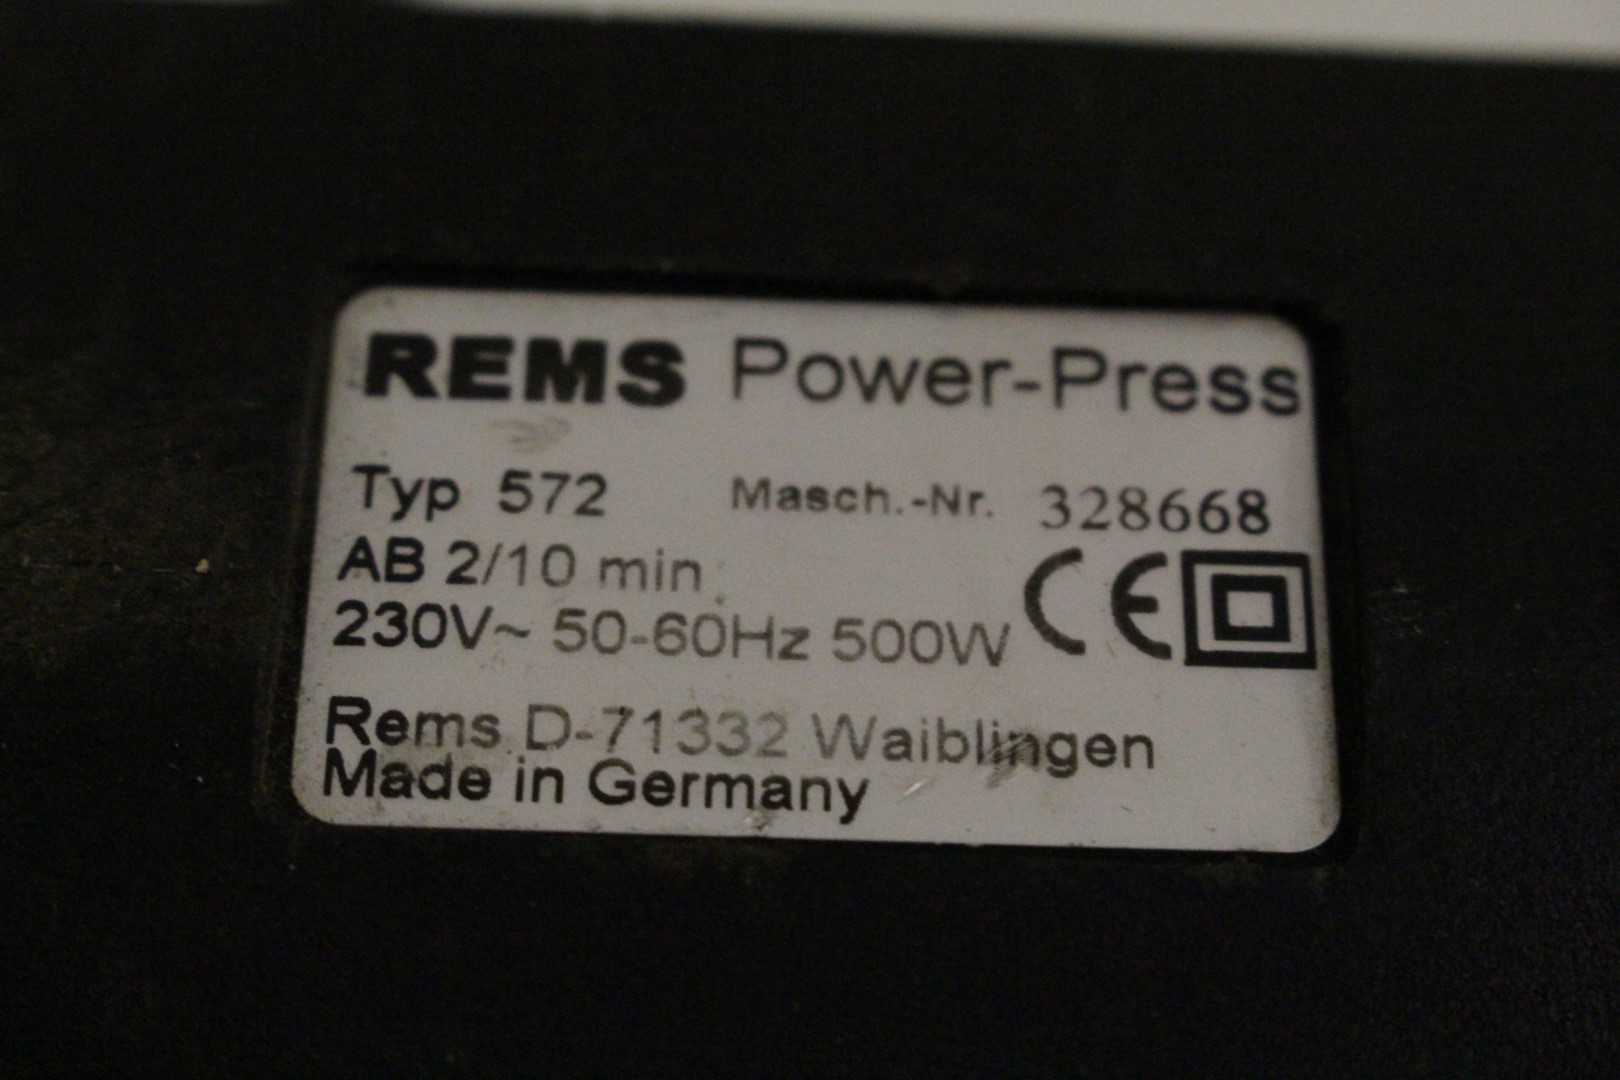 REMS Power-Press
Typ 572 Masch.-Nr. 328668
AB 2/10 min
230V~ 50-60Hz 500W CE
Rems D-71332 Waiblingen
Made in Germany